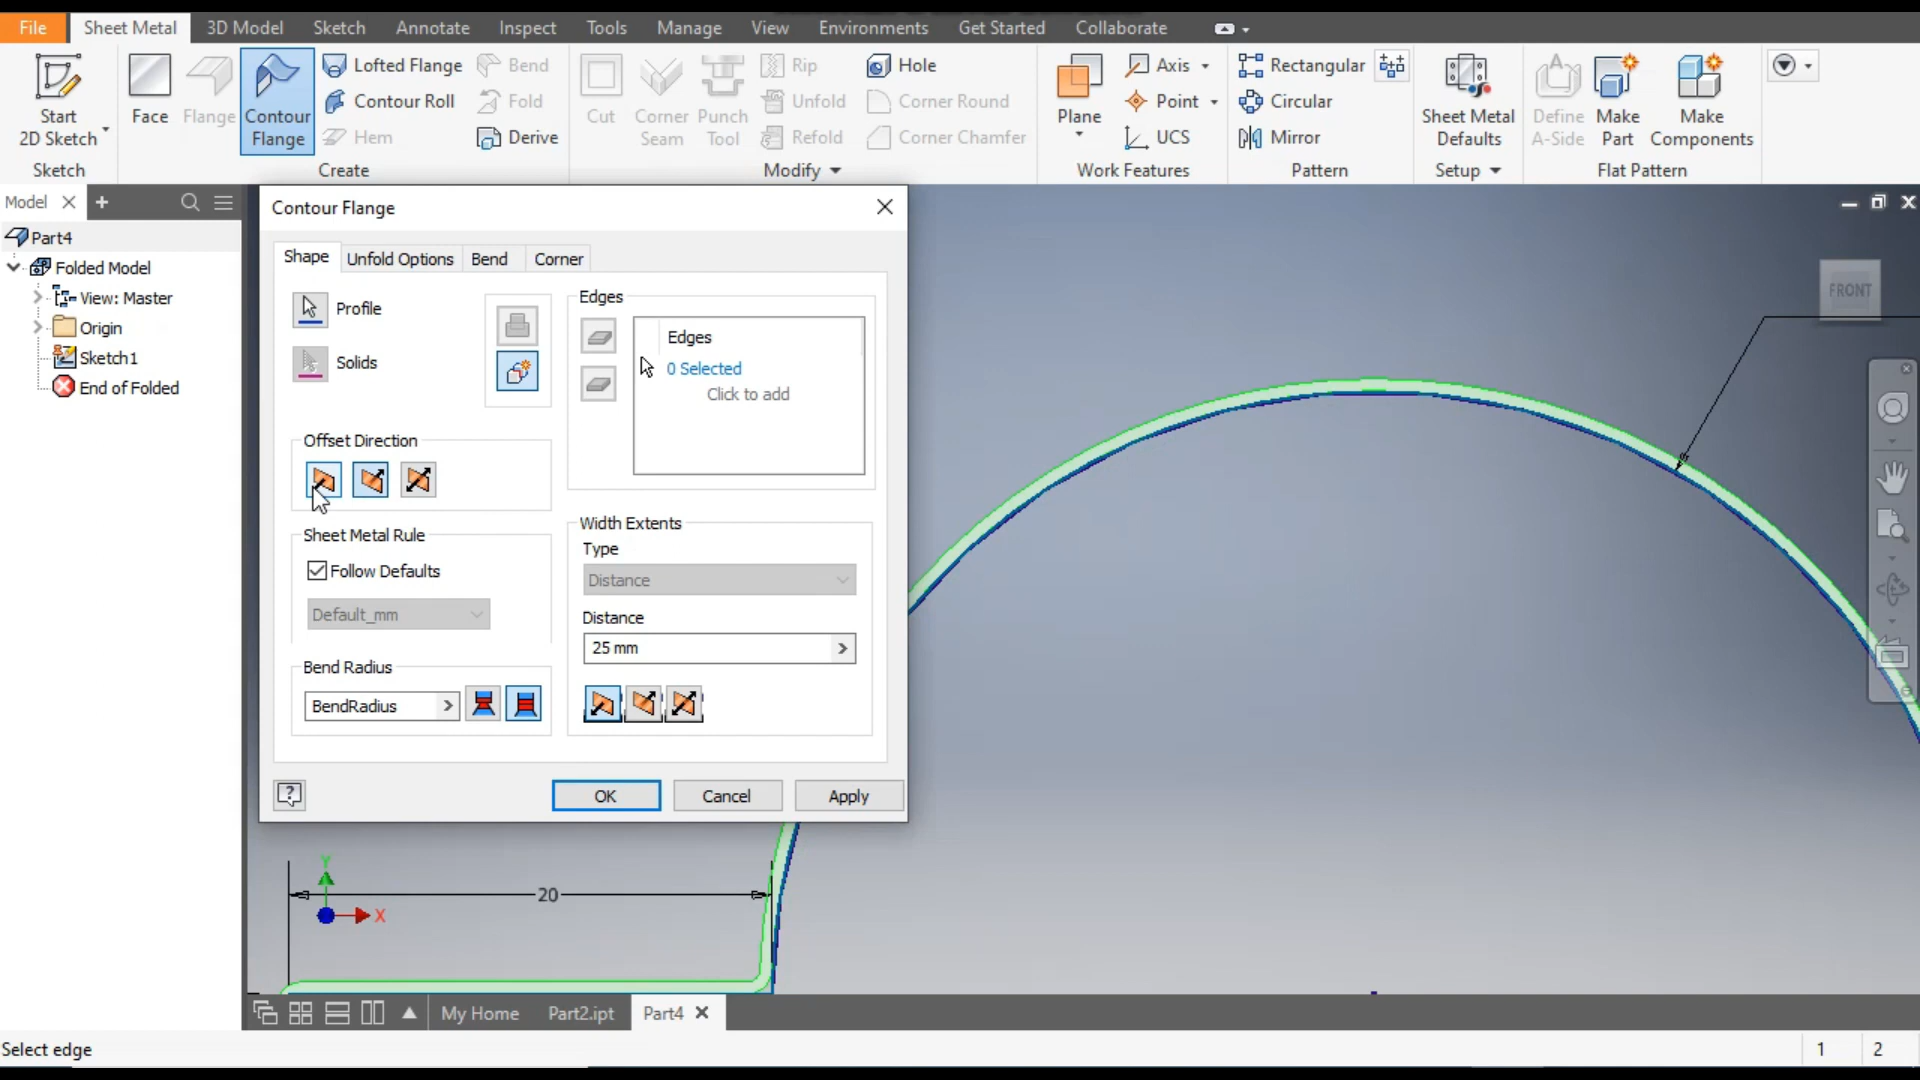 File Sheet Metal 3D Model Sketch Annotate Inspect Tools Manage View Environments Get Started Collaborate
Start
2D Sketch
Sketch
Face
Flange
Contour
Flange
Lofted Flange
Contour Roll
Hem
Bend
Fold
Derive
Create
Cut
Corner
Seam
Punch
Tool
Rip
Unfold
Refold
Hole
Corner Round
Corner Chamfer
Modify
Plane
Axis
Point
UCS
Work Features
Rectangular
Circular
Mirror
Pattern
Sheet Metal
Defaults
Setup
Define
A-Side
Make
Part
Make
Components
Flat Pattern
Model
Part4
Folded Model
View: Master
Origin
Sketch1
End of Folded
Contour Flange
Shape Unfold Options Bend Corner
Profile
Solids
Offset Direction
Sheet Metal Rule
Follow Defaults
Default_mm
Bend Radius
BendRadius
Edges
Edges
0 Selected
Click to add
Width Extents
Type
Distance
Distance
25 mm
OK Cancel Apply
FRONT
20
Y
X
My Home Part2.ipt Part4
Select edge
1 2